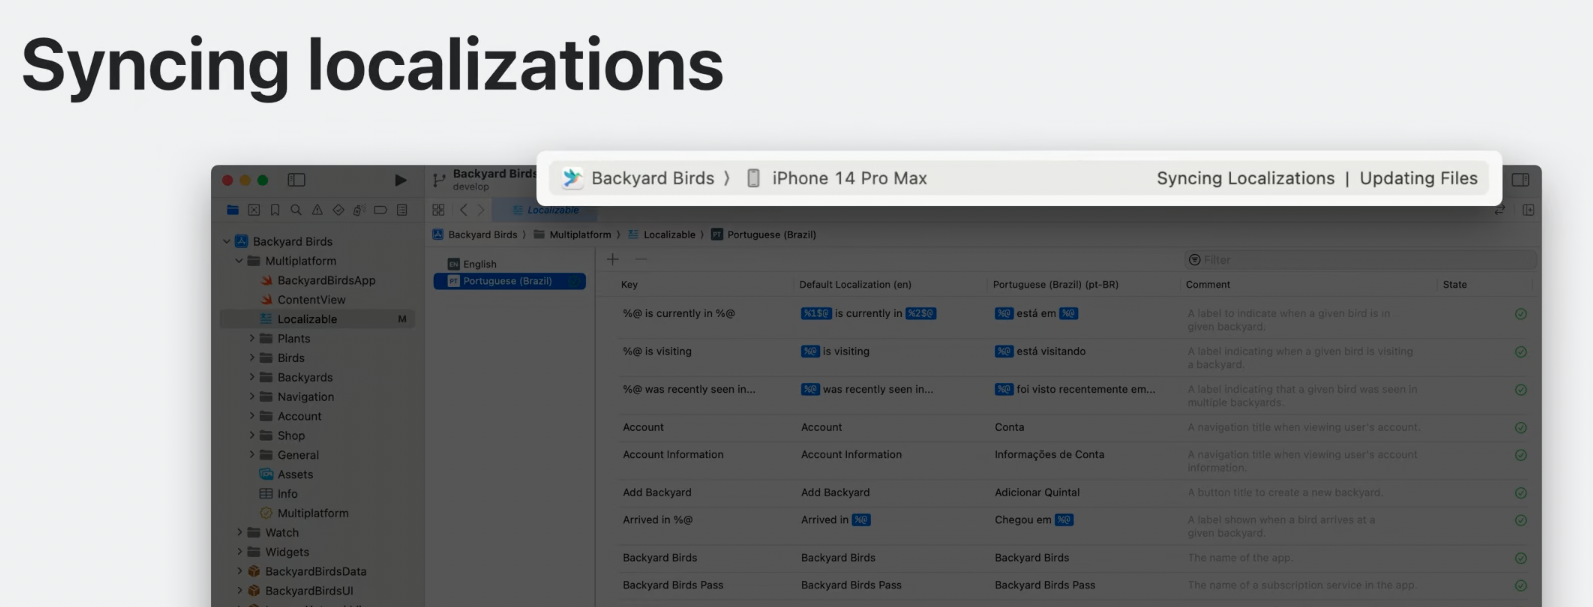 Syncing localizations
Backyard Birds
develop
Backyard Birds ⟩ iPhone 14 Pro Max
Syncing Localizations | Updating Files
Localizable
Backyard Birds ⟩ Multiplatform ⟩ Localizable ⟩ PT Portuguese (Brazil)
Backyard Birds
Multiplatform
BackyardBirdsApp
ContentView
Localizable M
Plants
Birds
Backyards
Navigation
Account
Shop
General
Assets
Info
Multiplatform
Watch
Widgets
BackyardBirdsData
BackyardBirdsUI
EN English
PT Portuguese (Brazil)
Filter
Key Default Localization (en) Portuguese (Brazil) (pt-BR) Comment State
%@ is currently in %@ %1$@ is currently in %2$@ %@ está em %@ A label to indicate when a given bird is in
given backyard.
%@ is visiting %@ is visiting %@ está visitando A label indicating when a given bird is visiting
a backyard.
%@ was recently seen in... %@ was recently seen in... %@ foi visto recentemente em... A label indicating that a given bird was seen in
multiple backyards.
Account Account Conta A navigation title when viewing user's account.
Account Information Account Information Informações de Conta A navigation title when viewing user's account
information.
Add Backyard Add Backyard Adicionar Quintal A button title to create a new backyard.
Arrived in %@ Arrived in %@ Chegou em %@ A label shown when a bird arrives at a
given backyard.
Backyard Birds Backyard Birds Backyard Birds The name of the app.
Backyard Birds Pass Backyard Birds Pass Backyard Birds Pass The name of a subscription service in the app.